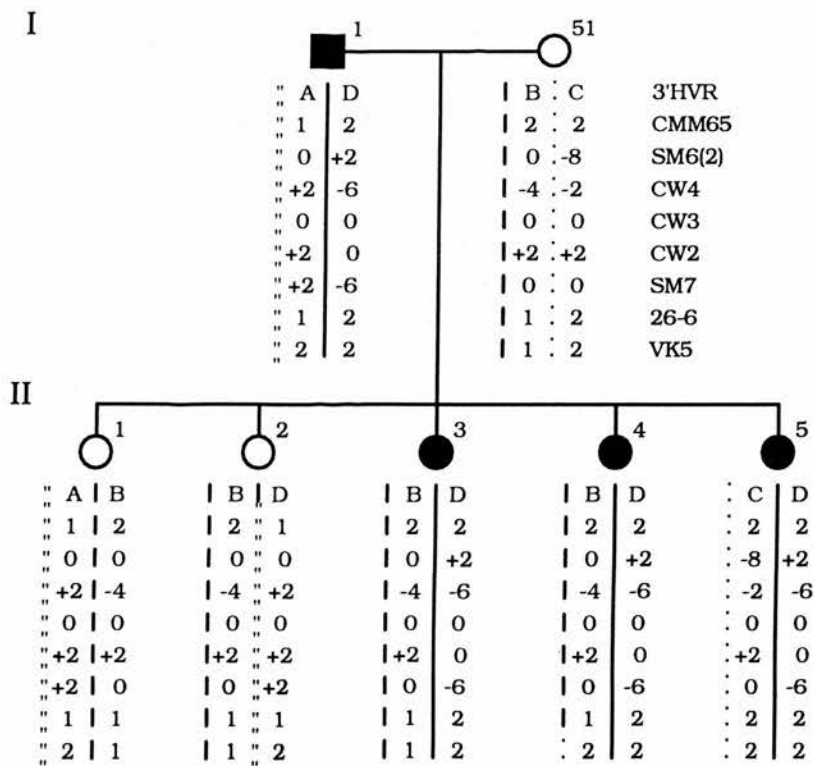 I 1 51
A D B C 3'HVR
1 2 2 2 CMM65
0 +2 0 -8 SM6(2)
+2 -6 -4 -2 CW4
0 0 0 0 CW3
+2 0 +2 +2 CW2
+2 -6 0 0 SM7
1 2 1 2 26-6
2 2 1 2 VK5
II 1 2 3 4 5
A B B D B D B D C D
1 2 2 1 2 2 2 2 2 2
0 0 0 0 0 +2 0 +2 -8 +2
+2 -4 -4 +2 -4 -6 -4 -6 -2 -6
0 0 0 0 0 0 0 0 0 0
+2 +2 +2 +2 +2 0 +2 0 +2 0
+2 0 0 +2 0 -6 0 -6 0 -6
1 1 1 1 1 2 1 2 2 2
2 1 1 2 1 2 2 2 2 2